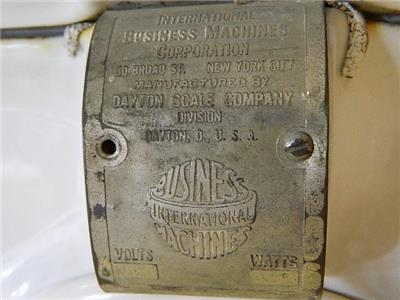 INTERNATIONAL
BUSINESS MACHINES
CORPORATION
50 BROAD ST. NEW YORK CITY
MANUFACTURED BY
DAYTON SCALE COMPANY
DIVISION
DAYTON, O., U. S. A.
BUSINESS
INTERNATIONAL
MACHINES
VOLTS WATTS